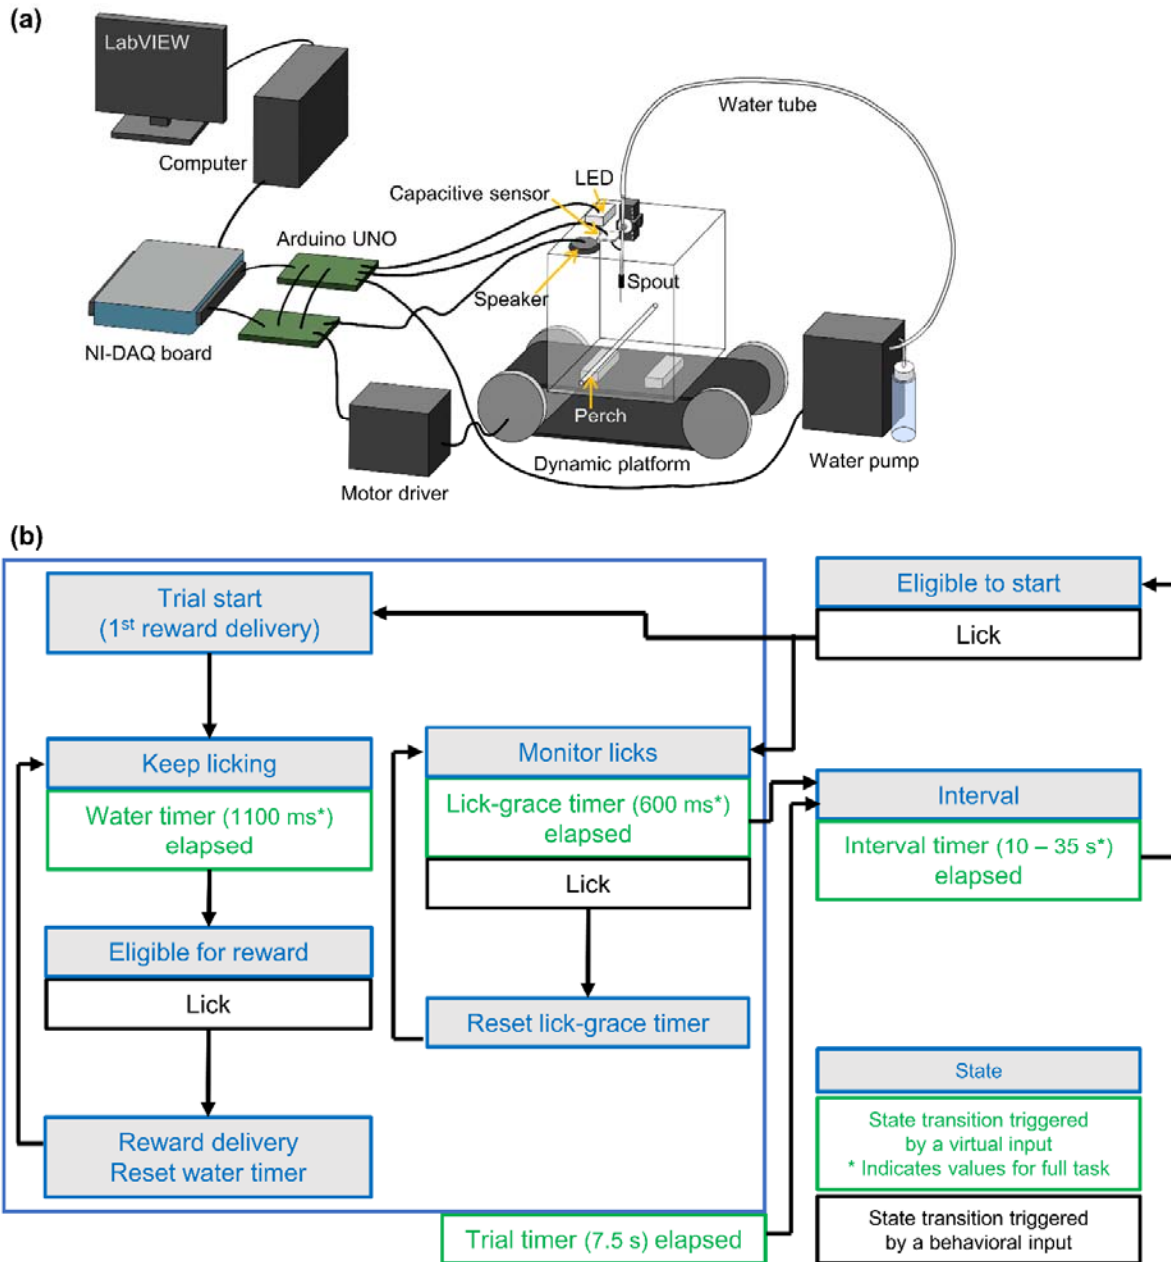 (a)
LabVIEW
Computer
Water tube
LED
Capacitive sensor
Arduino UNO
Speaker
Spout
NI-DAQ board
Perch
Motor driver
Dynamic platform
Water pump
(b)
Trial start
(1st reward delivery)
Keep licking
Water timer (1100 ms*)
elapsed
Eligible for reward
Lick
Reward delivery
Reset water timer
Monitor licks
Lick-grace timer (600 ms*)
elapsed
Lick
Reset lick-grace timer
Trial timer (7.5 s) elapsed
Eligible to start
Lick
Interval
Interval timer (10 – 35 s*)
elapsed
State
State transition triggered
by a virtual input
* Indicates values for full task
State transition triggered
by a behavioral input